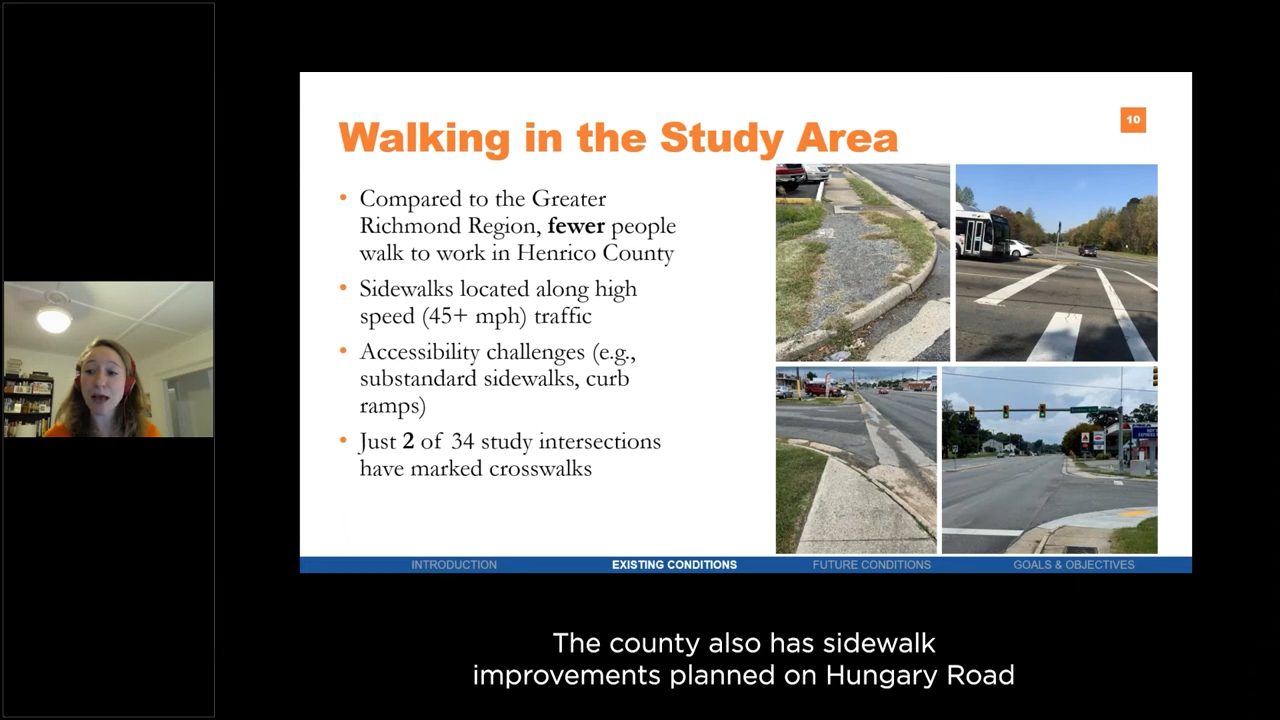 Walking in the Study Area
10
• Compared to the Greater
Richmond Region, fewer people
walk to work in Henrico County
• Sidewalks located along high
speed (45+ mph) traffic
• Accessibility challenges (e.g.,
substandard sidewalks, curb
ramps)
• Just 2 of 34 study intersections
have marked crosswalks
INTRODUCTION
EXISTING CONDITIONS
FUTURE CONDITIONS
GOALS & OBJECTIVES
The county also has sidewalk
improvements planned on Hungary Road